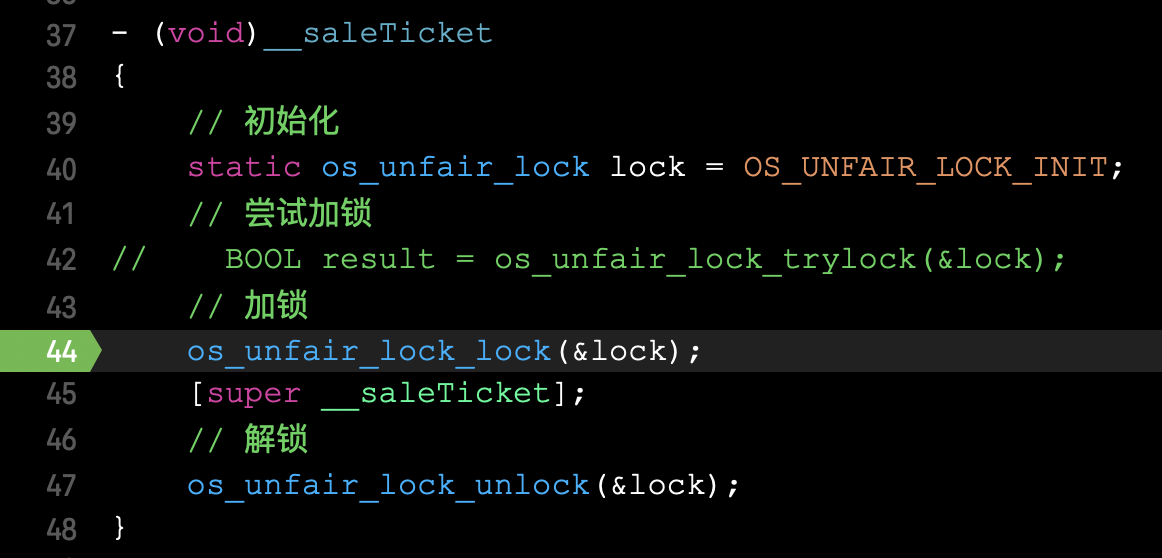 37 - (void)__saleTicket
38 {
39 // 初始化
40 static os_unfair_lock lock = OS_UNFAIR_LOCK_INIT;
41 // 尝试加锁
42 // BOOL result = os_unfair_lock_trylock(&lock);
43 // 加锁
44 os_unfair_lock_lock(&lock);
45 [super __saleTicket];
46 // 解锁
47 os_unfair_lock_unlock(&lock);
48 }